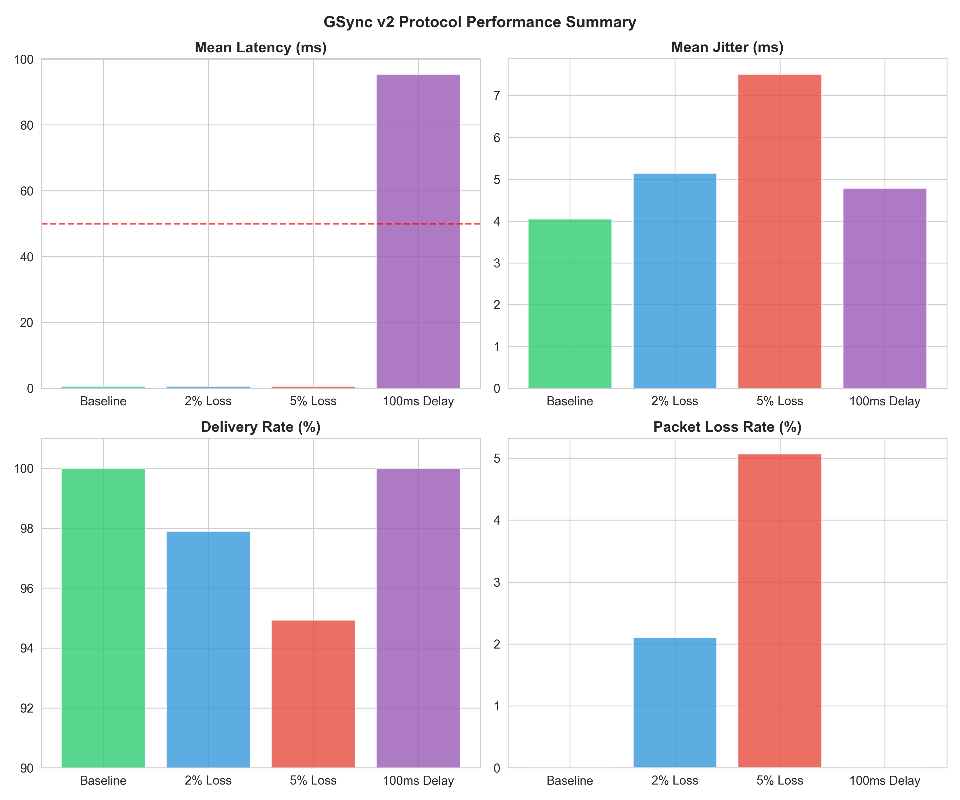 GSync v2 Protocol Performance Summary
Mean Latency (ms)
100
80
60
40
20
0
Baseline 2% Loss 5% Loss 100ms Delay
Mean Jitter (ms)
7
6
5
4
3
2
1
0
Baseline 2% Loss 5% Loss 100ms Delay
Delivery Rate (%)
100
98
96
94
92
90
Baseline 2% Loss 5% Loss 100ms Delay
Packet Loss Rate (%)
5
4
3
2
1
0
Baseline 2% Loss 5% Loss 100ms Delay